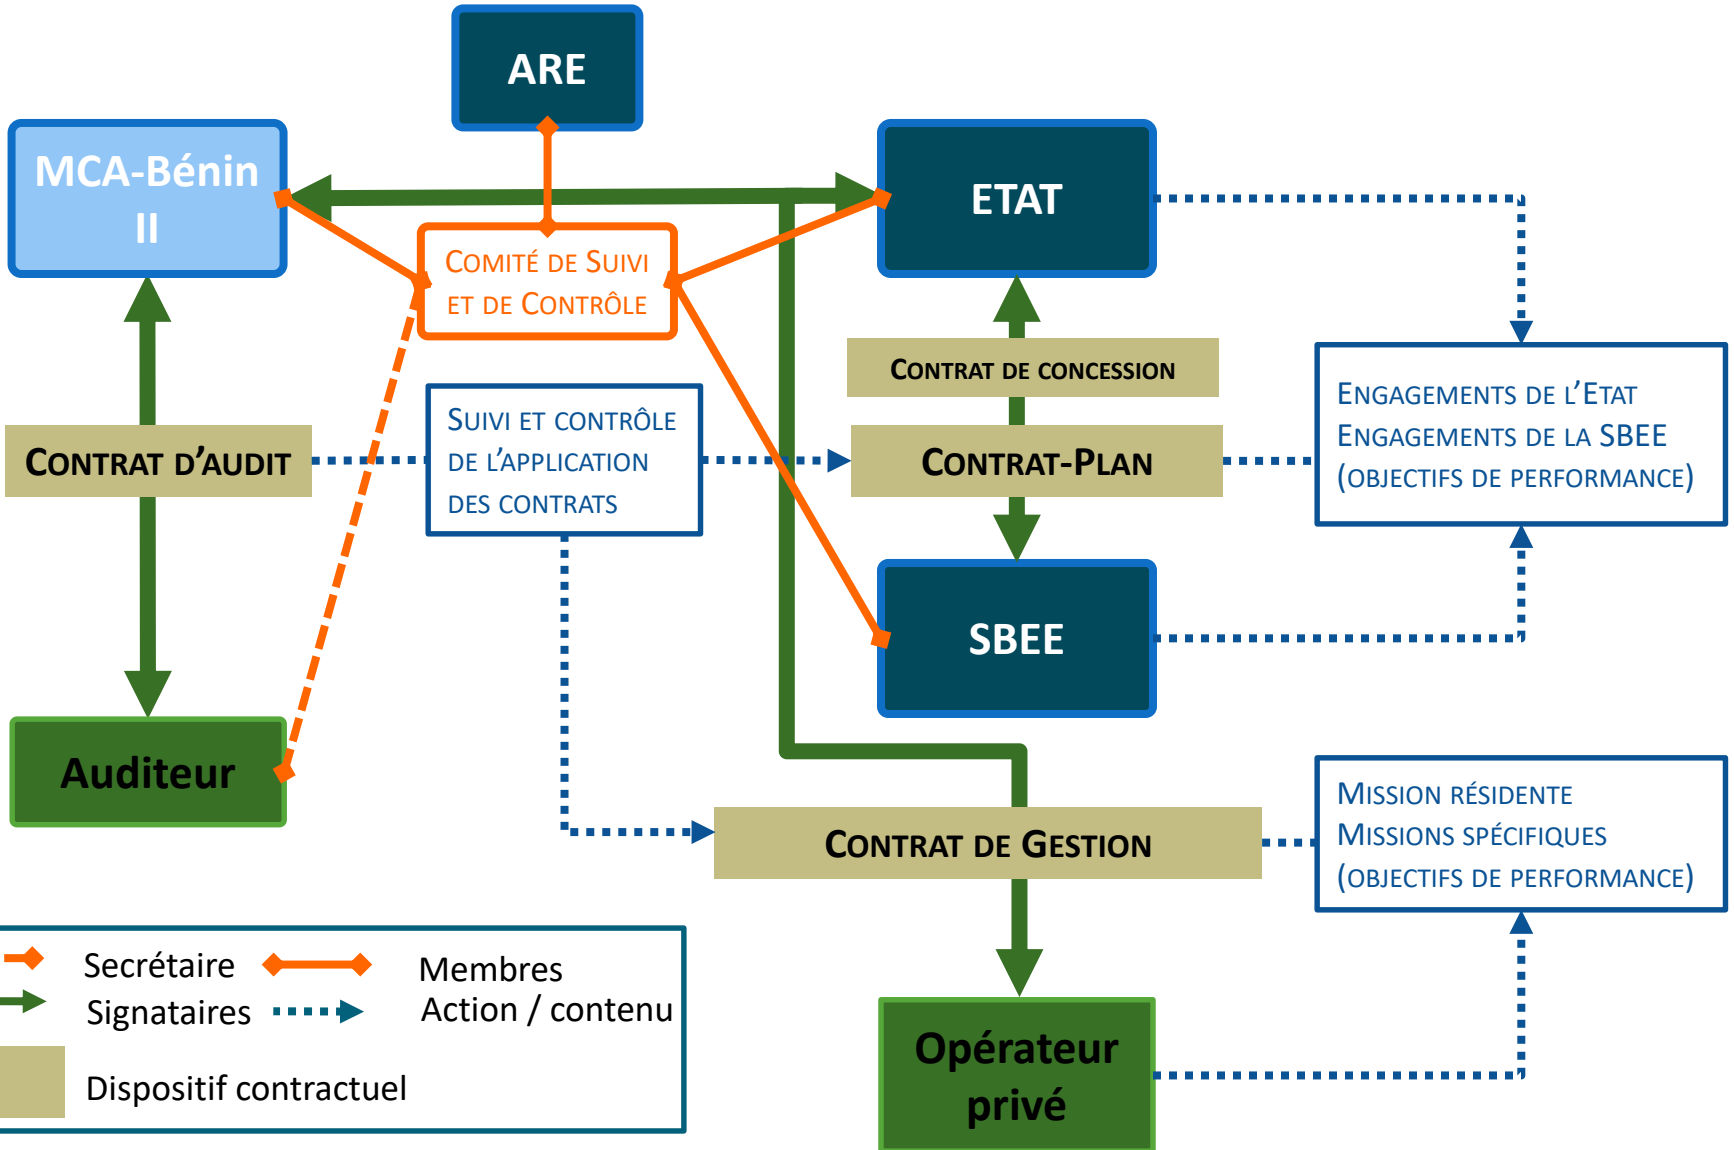 ARE
MCA-Bénin
II
ETAT
COMITÉ DE SUIVI
ET DE CONTRÔLE
CONTRAT DE CONCESSION
SUIVI ET CONTRÔLE
DE L'APPLICATION
DES CONTRATS
CONTRAT D'AUDIT
CONTRAT-PLAN
ENGAGEMENTS DE L'ETAT
ENGAGEMENTS DE LA SBEE
(OBJECTIFS DE PERFORMANCE)
SBEE
Auditeur
CONTRAT DE GESTION
MISSION RÉSIDENTE
MISSIONS SPÉCIFIQUES
(OBJECTIFS DE PERFORMANCE)
Secrétaire
Membres
Signataires
Action / contenu
Dispositif contractuel
Opérateur
privé